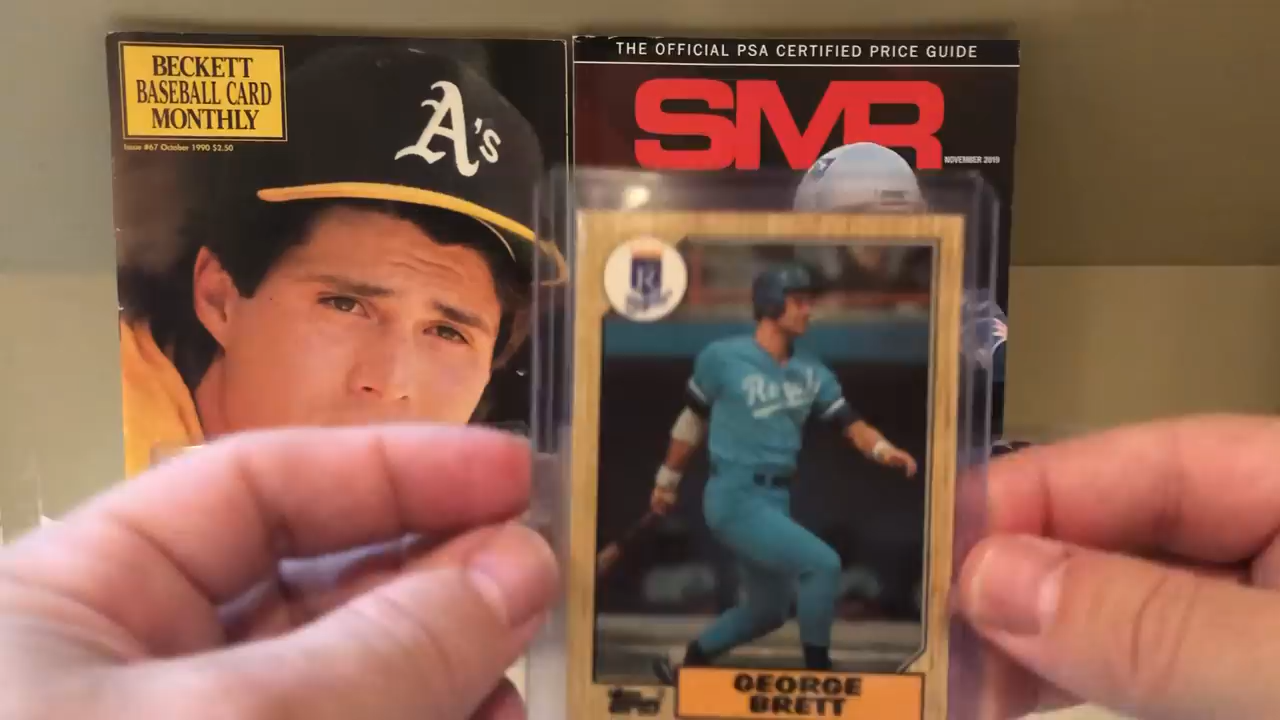 BECKETT
BASEBALL CARD
MONTHLY
Issue #67 October 1990 $2.50
A's
THE OFFICIAL PSA CERTIFIED PRICE GUIDE
SMR
NOVEMBER 2019
R
Royals
Topps
GEORGE
BRETT